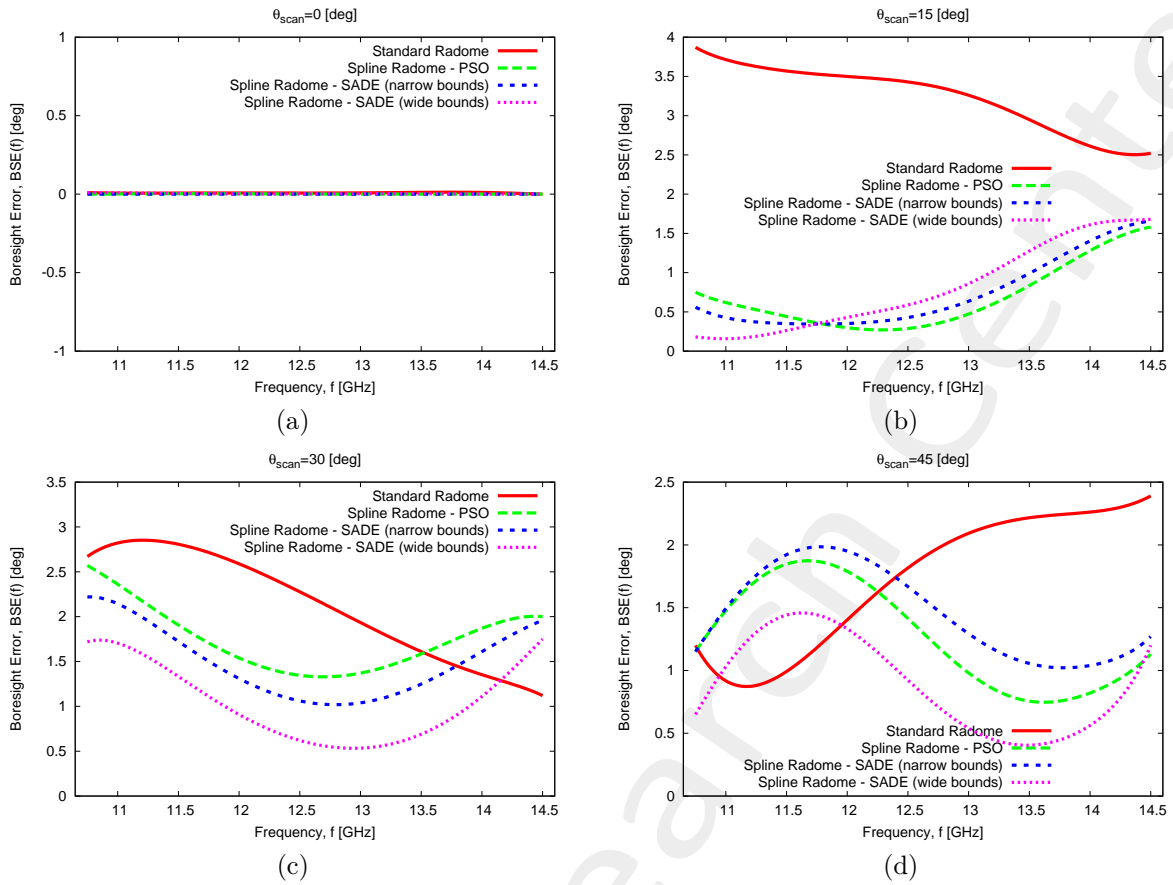 θscan=0 [deg]
1
0.5
0
-0.5
-1
Boresight Error, BSE(f) [deg]
Standard Radome
Spline Radome - PSO
Spline Radome - SADE (narrow bounds)
Spline Radome - SADE (wide bounds)
11 11.5 12 12.5 13 13.5 14 14.5
Frequency, f [GHz]
(a)
θscan=15 [deg]
4
3.5
3
2.5
2
1.5
1
0.5
0
Boresight Error, BSE(f) [deg]
Standard Radome
Spline Radome - PSO
Spline Radome - SADE (narrow bounds)
Spline Radome - SADE (wide bounds)
11 11.5 12 12.5 13 13.5 14 14.5
Frequency, f [GHz]
(b)
θscan=30 [deg]
3.5
3
2.5
2
1.5
1
0.5
0
Boresight Error, BSE(f) [deg]
Standard Radome
Spline Radome - PSO
Spline Radome - SADE (narrow bounds)
Spline Radome - SADE (wide bounds)
11 11.5 12 12.5 13 13.5 14 14.5
Frequency, f [GHz]
(c)
θscan=45 [deg]
2.5
2
1.5
1
0.5
0
Boresight Error, BSE(f) [deg]
Standard Radome
Spline Radome - PSO
Spline Radome - SADE (narrow bounds)
Spline Radome - SADE (wide bounds)
11 11.5 12 12.5 13 13.5 14 14.5
Frequency, f [GHz]
(d)